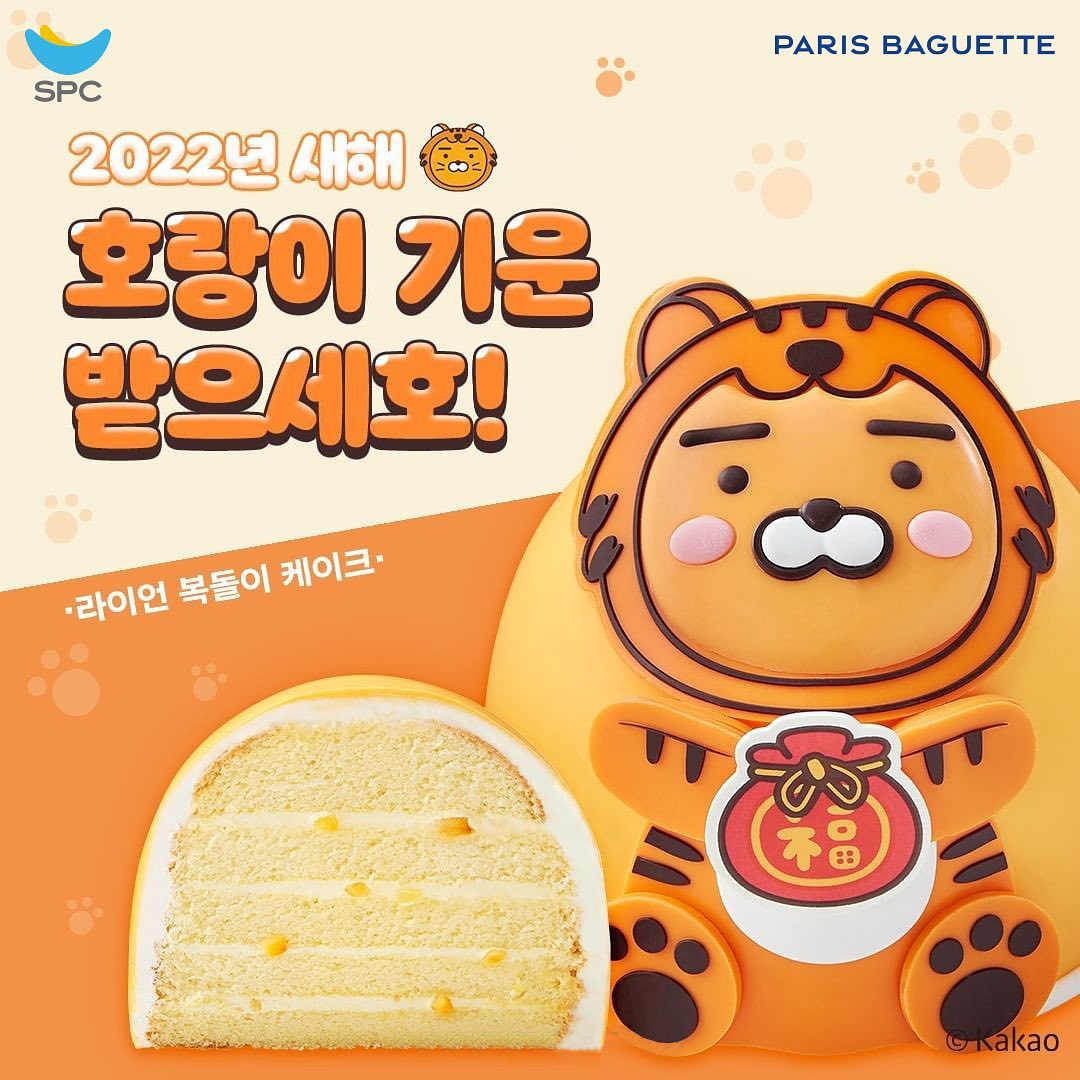 SPC
PARIS BAGUETTE
2022년 새해
호랑이 기운
받으세호!
·라이언 복돌이 케이크·
福
© Kakao